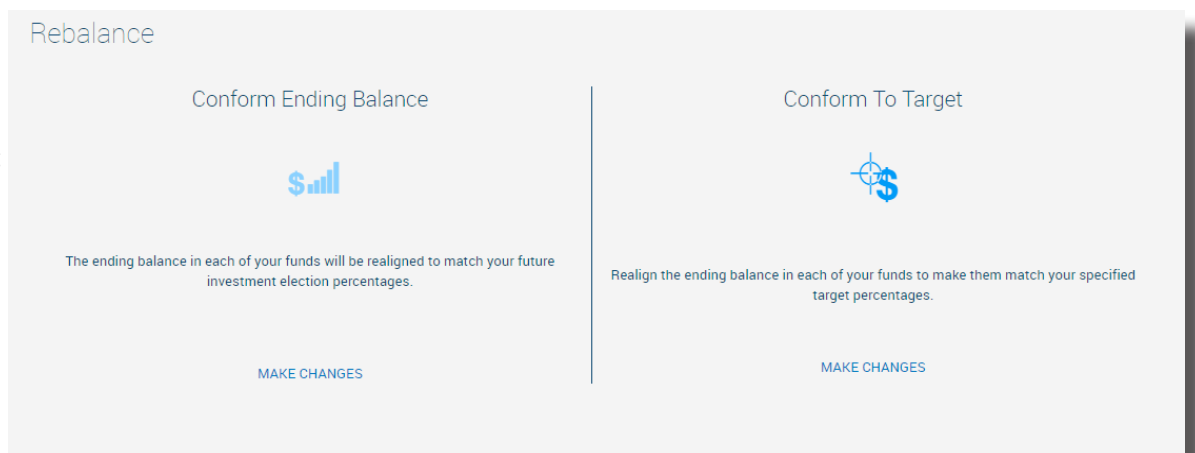 Rebalance
Conform Ending Balance
$
The ending balance in each of your funds will be realigned to match your future
investment election percentages.
MAKE CHANGES
Conform To Target
$
Realign the ending balance in each of your funds to make them match your specified
target percentages.
MAKE CHANGES